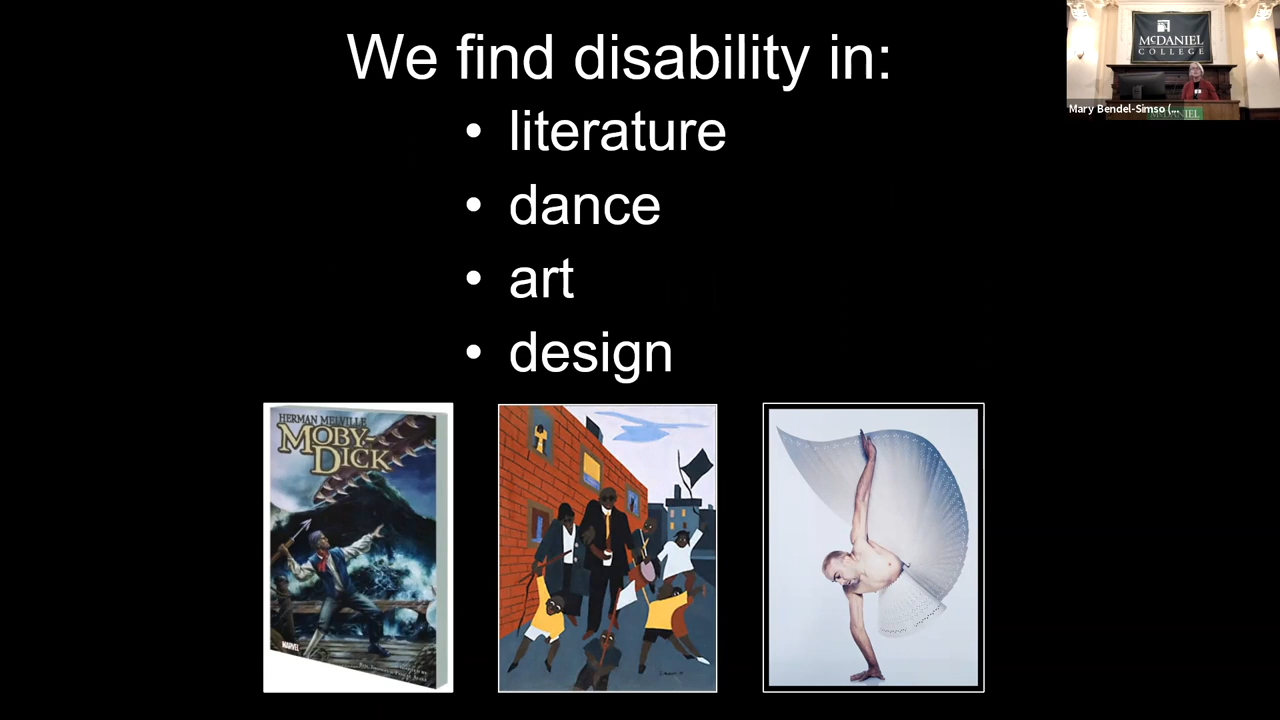 We find disability in:
• literature
• dance
• art
• design
McDANIEL
COLLEGE
Mary Bendel-Simso (...
HERMAN MELVILLE
MOBY-
DICK
MARVEL